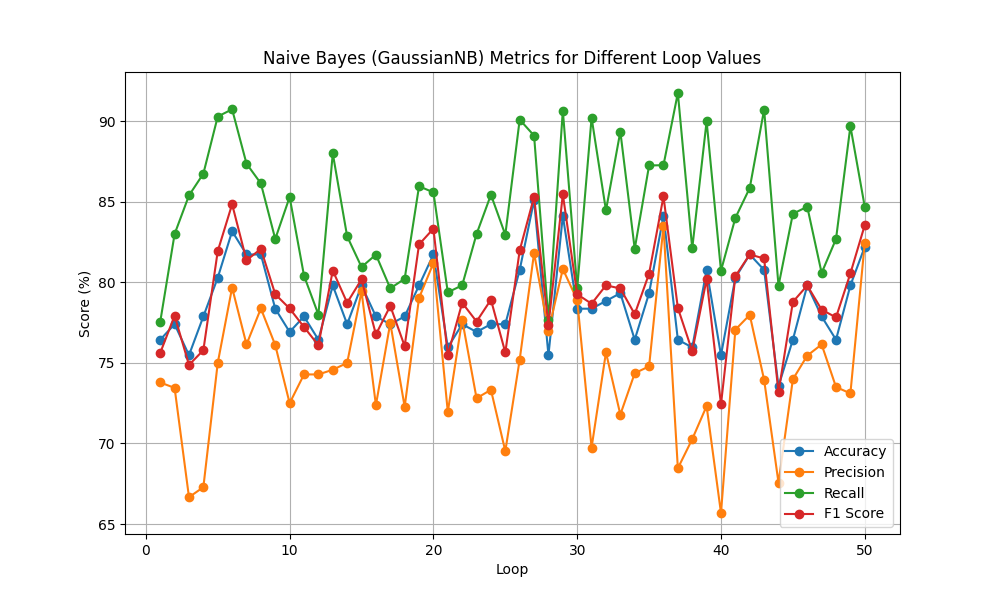 Naive Bayes (GaussianNB) Metrics for Different Loop Values
Score (%)
90
85
80
75
70
65
0 10 20 30 40 50
Loop
Accuracy
Precision
Recall
F1 Score